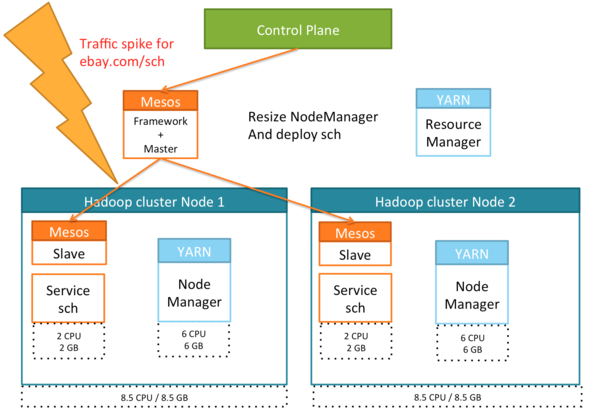 Traffic spike for
ebay.com/sch
Control Plane
Mesos
Framework
+
Master
Resize NodeManager
And deploy sch
YARN
Resource
Manager
Hadoop cluster Node 1
Mesos
Slave
Service
sch
2 CPU
2 GB
YARN
Node
Manager
6 CPU
6 GB
8.5 CPU / 8.5 GB
Hadoop cluster Node 2
Mesos
Slave
Service
sch
2 CPU
2 GB
YARN
Node
Manager
6 CPU
6 GB
8.5 CPU / 8.5 GB